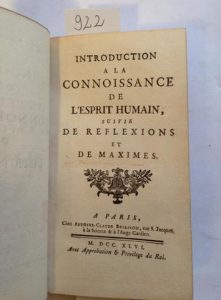 922
INTRODUCTION
A LA
CONNOISSANCE
DE
L'ESPRIT HUMAIN,
SUIVIE
DE REFLEXIONS
ET
DE MAXIMES.
A PARIS,
Chez ANTOINE-CLAUDE BRIASSON, rue S. Jacques,
à la Science & à l'Ange Gardien.
M. DCC. XLVI.
Avec Approbation & Privilége du Roi.